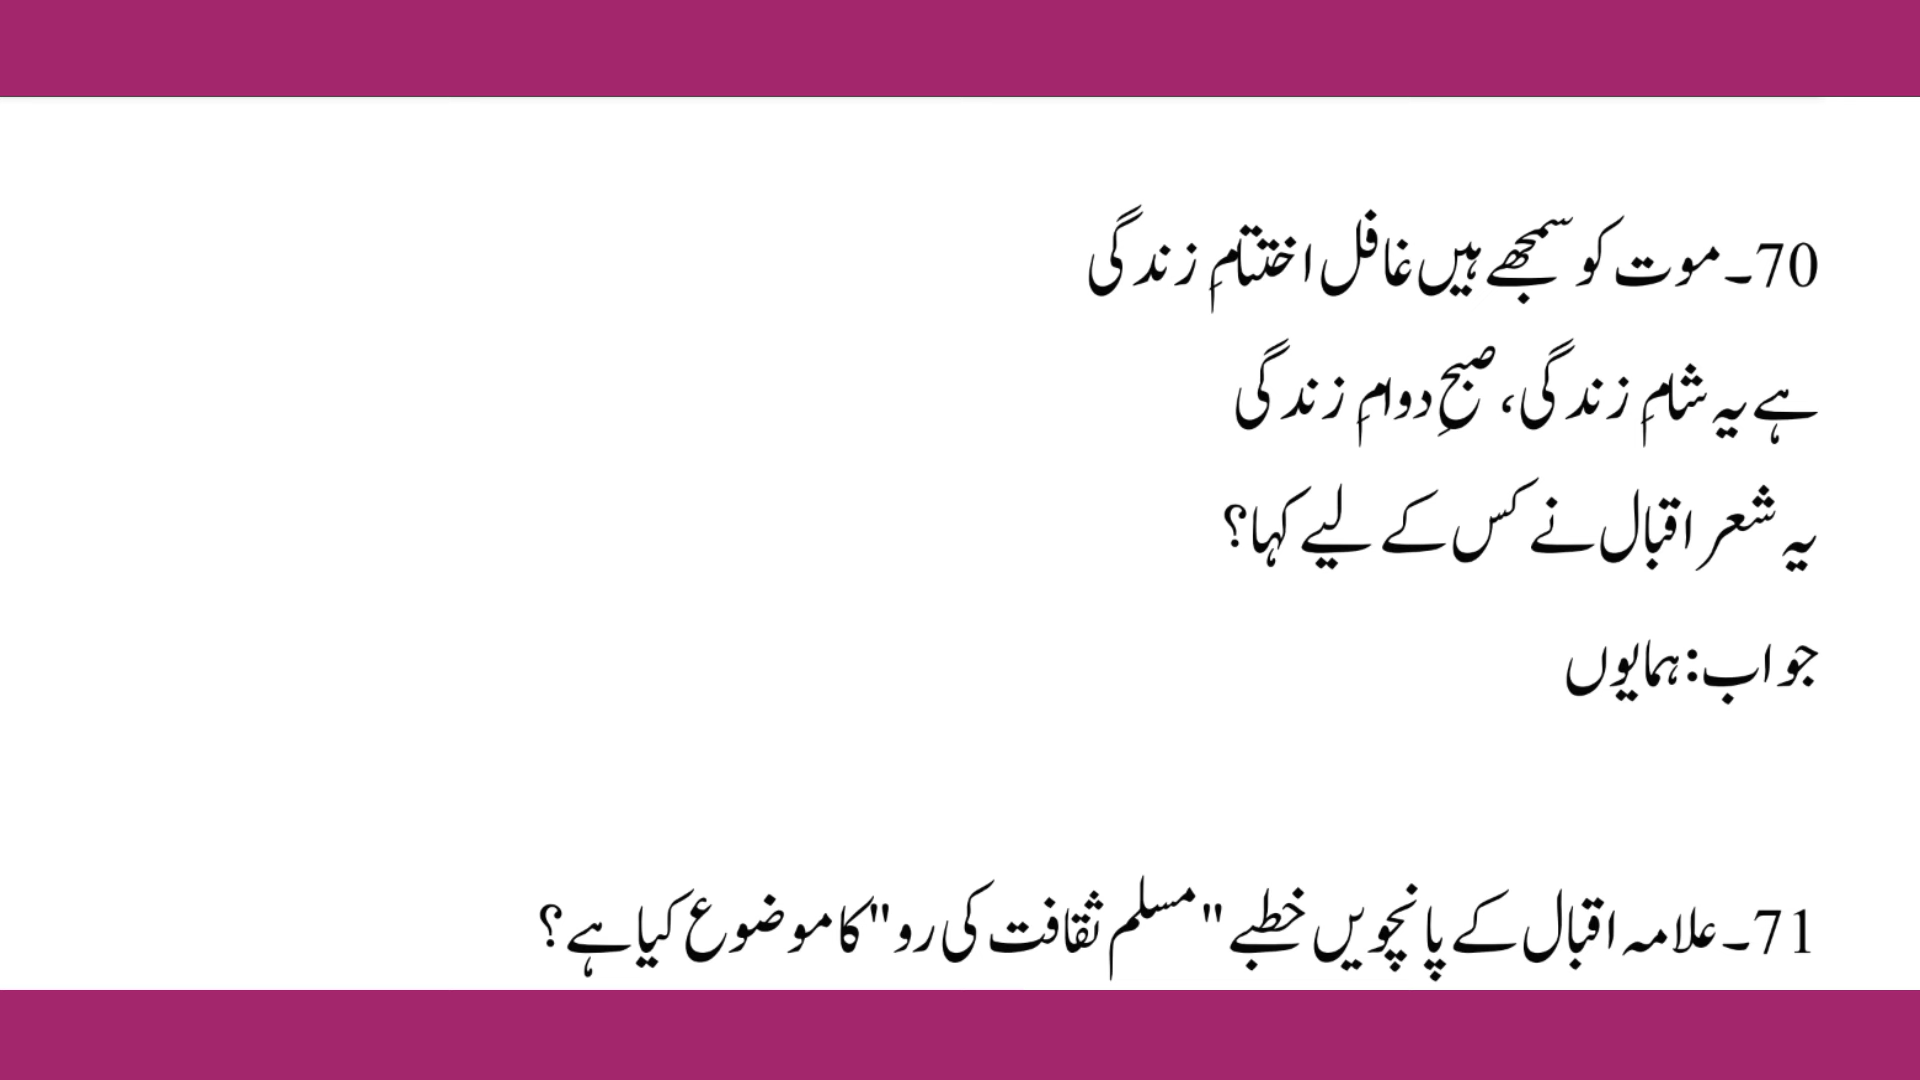 70۔ موت کو سمجھے ہیں غافل اختتامِ زندگی
ہے یہ شامِ زندگی، صبحِ دوامِ زندگی
یہ شعر اقبال نے کس کے لیے کہا؟
جواب: ہمایوں
71۔ علامہ اقبال کے پانچویں خطبے "مسلم ثقافت کی رو" کا موضوع کیا ہے؟